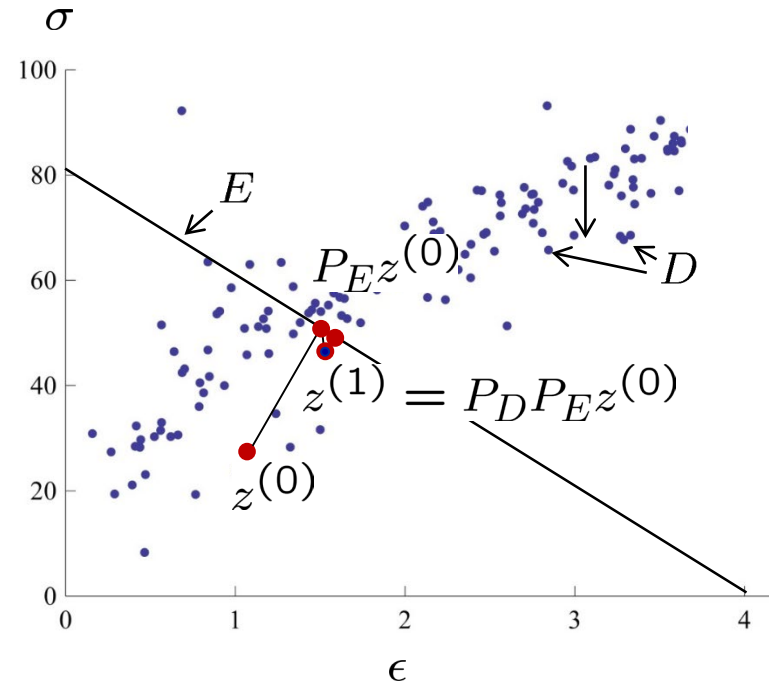 σ
100
80
E
P_E z^(0)
D
60
z^(1) = P_D P_E z^(0)
40
z^(0)
20
0
0 1 2 3 4
ϵ